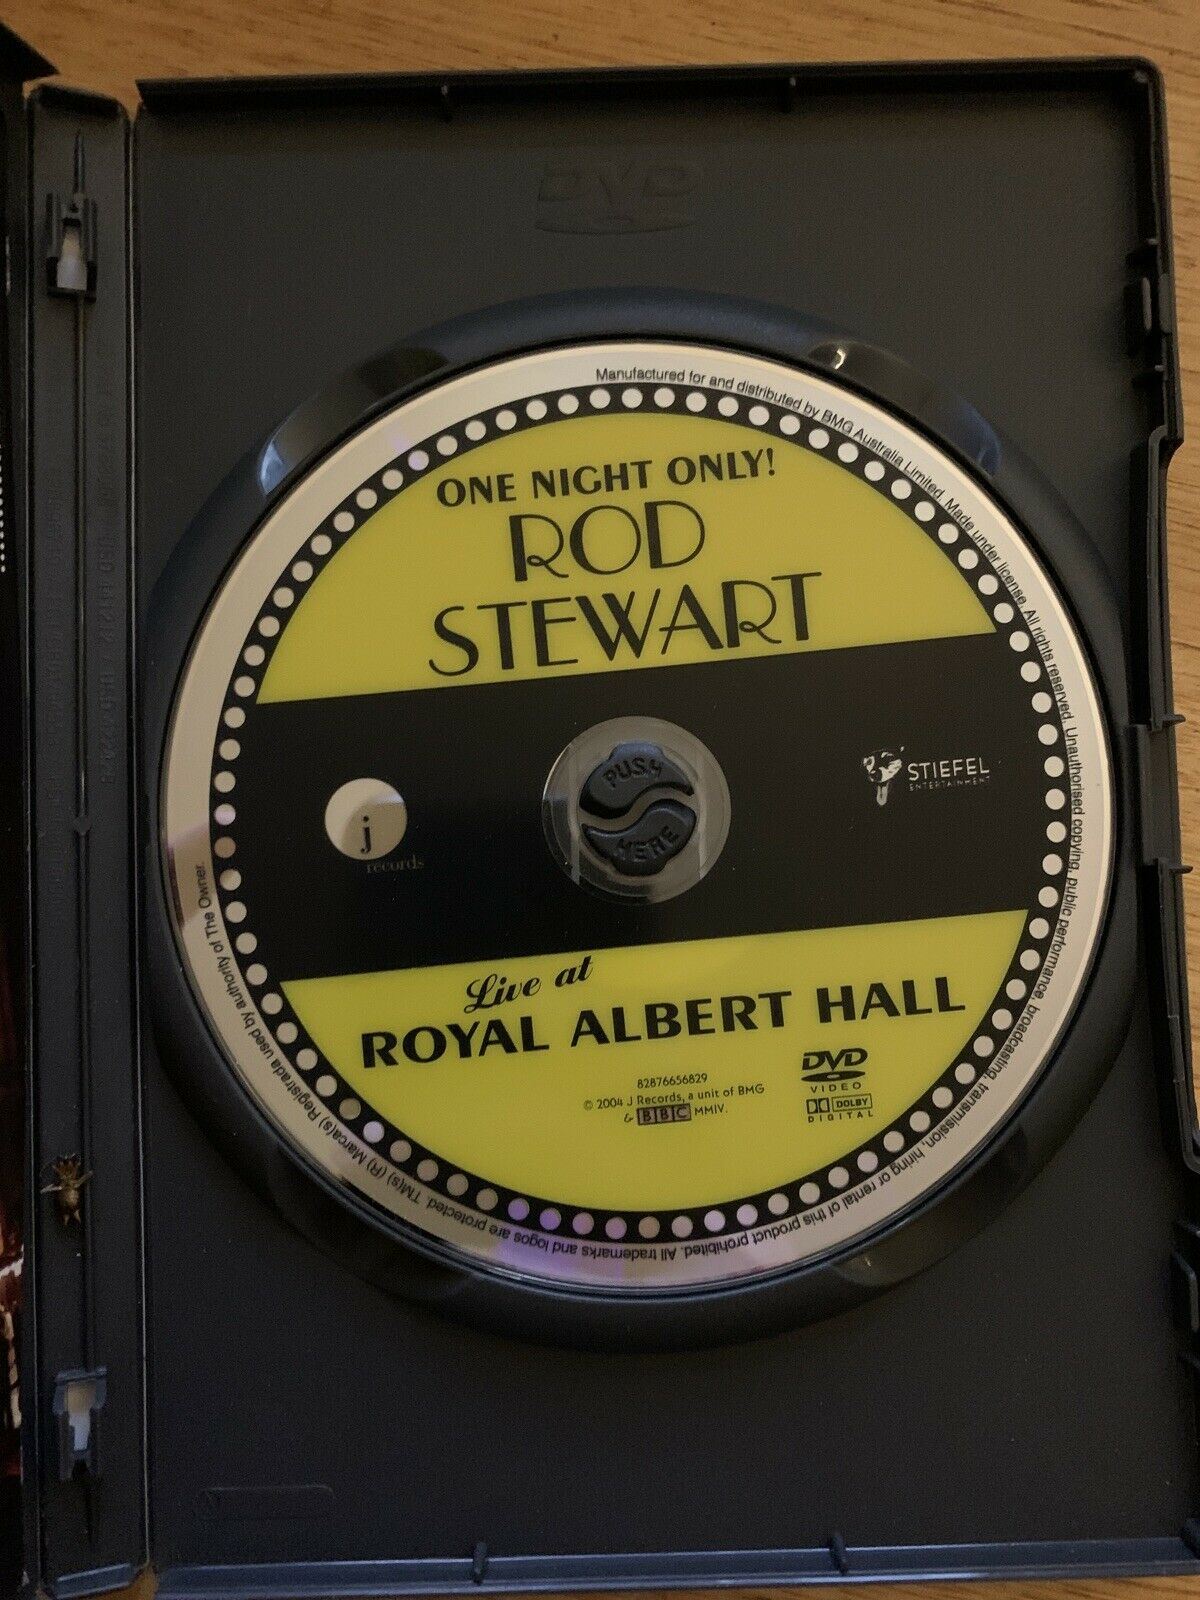 DVD
Manufactured for and distributed by BMG Australia Limited. Made under license. All rights reserved. Unauthorised copying, public performance, broadcasting, transmission, hiring or rental of this product prohibited. All trademarks and logos are protected. TM(s) (R) Marca(s) Registrada used by authority of The Owner.
ONE NIGHT ONLY!
ROD
STEWART
PUSH
HERE
j
records
STIEFEL
ENTERTAINMENT
Live at
ROYAL ALBERT HALL
82876656829
© 2004 J Records, a unit of BMG
& BBC MMIV.
DVD
VIDEO
DOLBY
DIGITAL